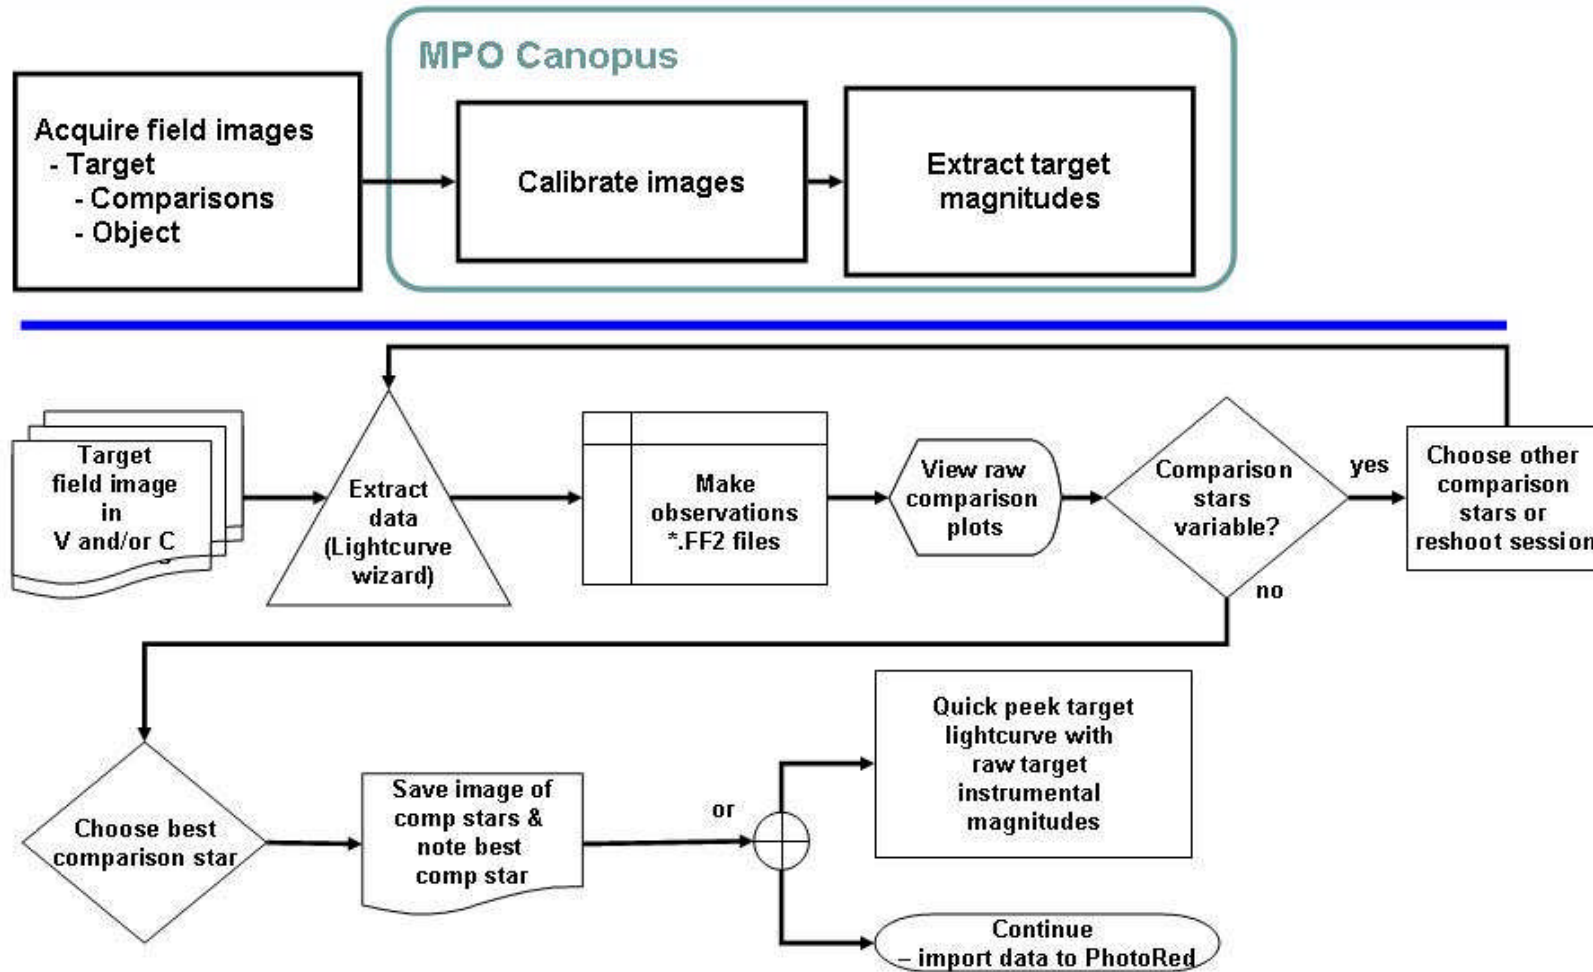 MPO Canopus
Acquire field images
- Target
- Comparisons
- Object
Calibrate images
Extract target
magnitudes
Target
field image
in
V and/or C
Extract
data
(Lightcurve
wizard)
Make
observations
*.FF2 files
View raw
comparison
plots
Comparison
stars
variable?
yes
Choose other
comparison
stars or
reshoot session
no
Choose best
comparison star
Save image of
comp stars &
note best
comp star
or
Quick peek target
lightcurve with
raw target
instrumental
magnitudes
Continue
– import data to PhotoRed